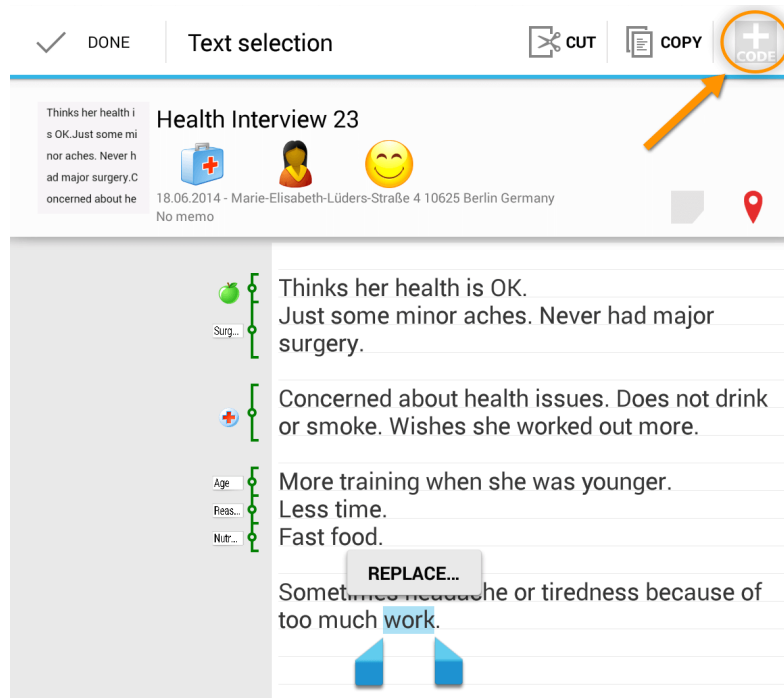 DONE
Text selection
CUT
COPY
CODE
Thinks her health i
s OK.Just some mi
nor aches. Never h
ad major surgery.C
oncerned about he
Health Interview 23
18.06.2014 - Marie-Elisabeth-Lüders-Straße 4 10625 Berlin Germany
No memo
Thinks her health is OK.
Surg...
Just some minor aches. Never had major
surgery.
Concerned about health issues. Does not drink
or smoke. Wishes she worked out more.
Age
More training when she was younger.
Reas...
Less time.
Nutr...
Fast food.
REPLACE...
Sometimes headache or tiredness because of
too much work.